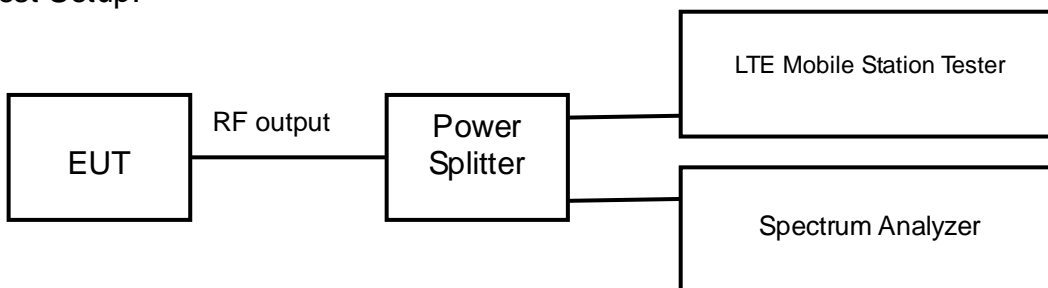 EUT
RF output
Power
Splitter
LTE Mobile Station Tester
Spectrum Analyzer